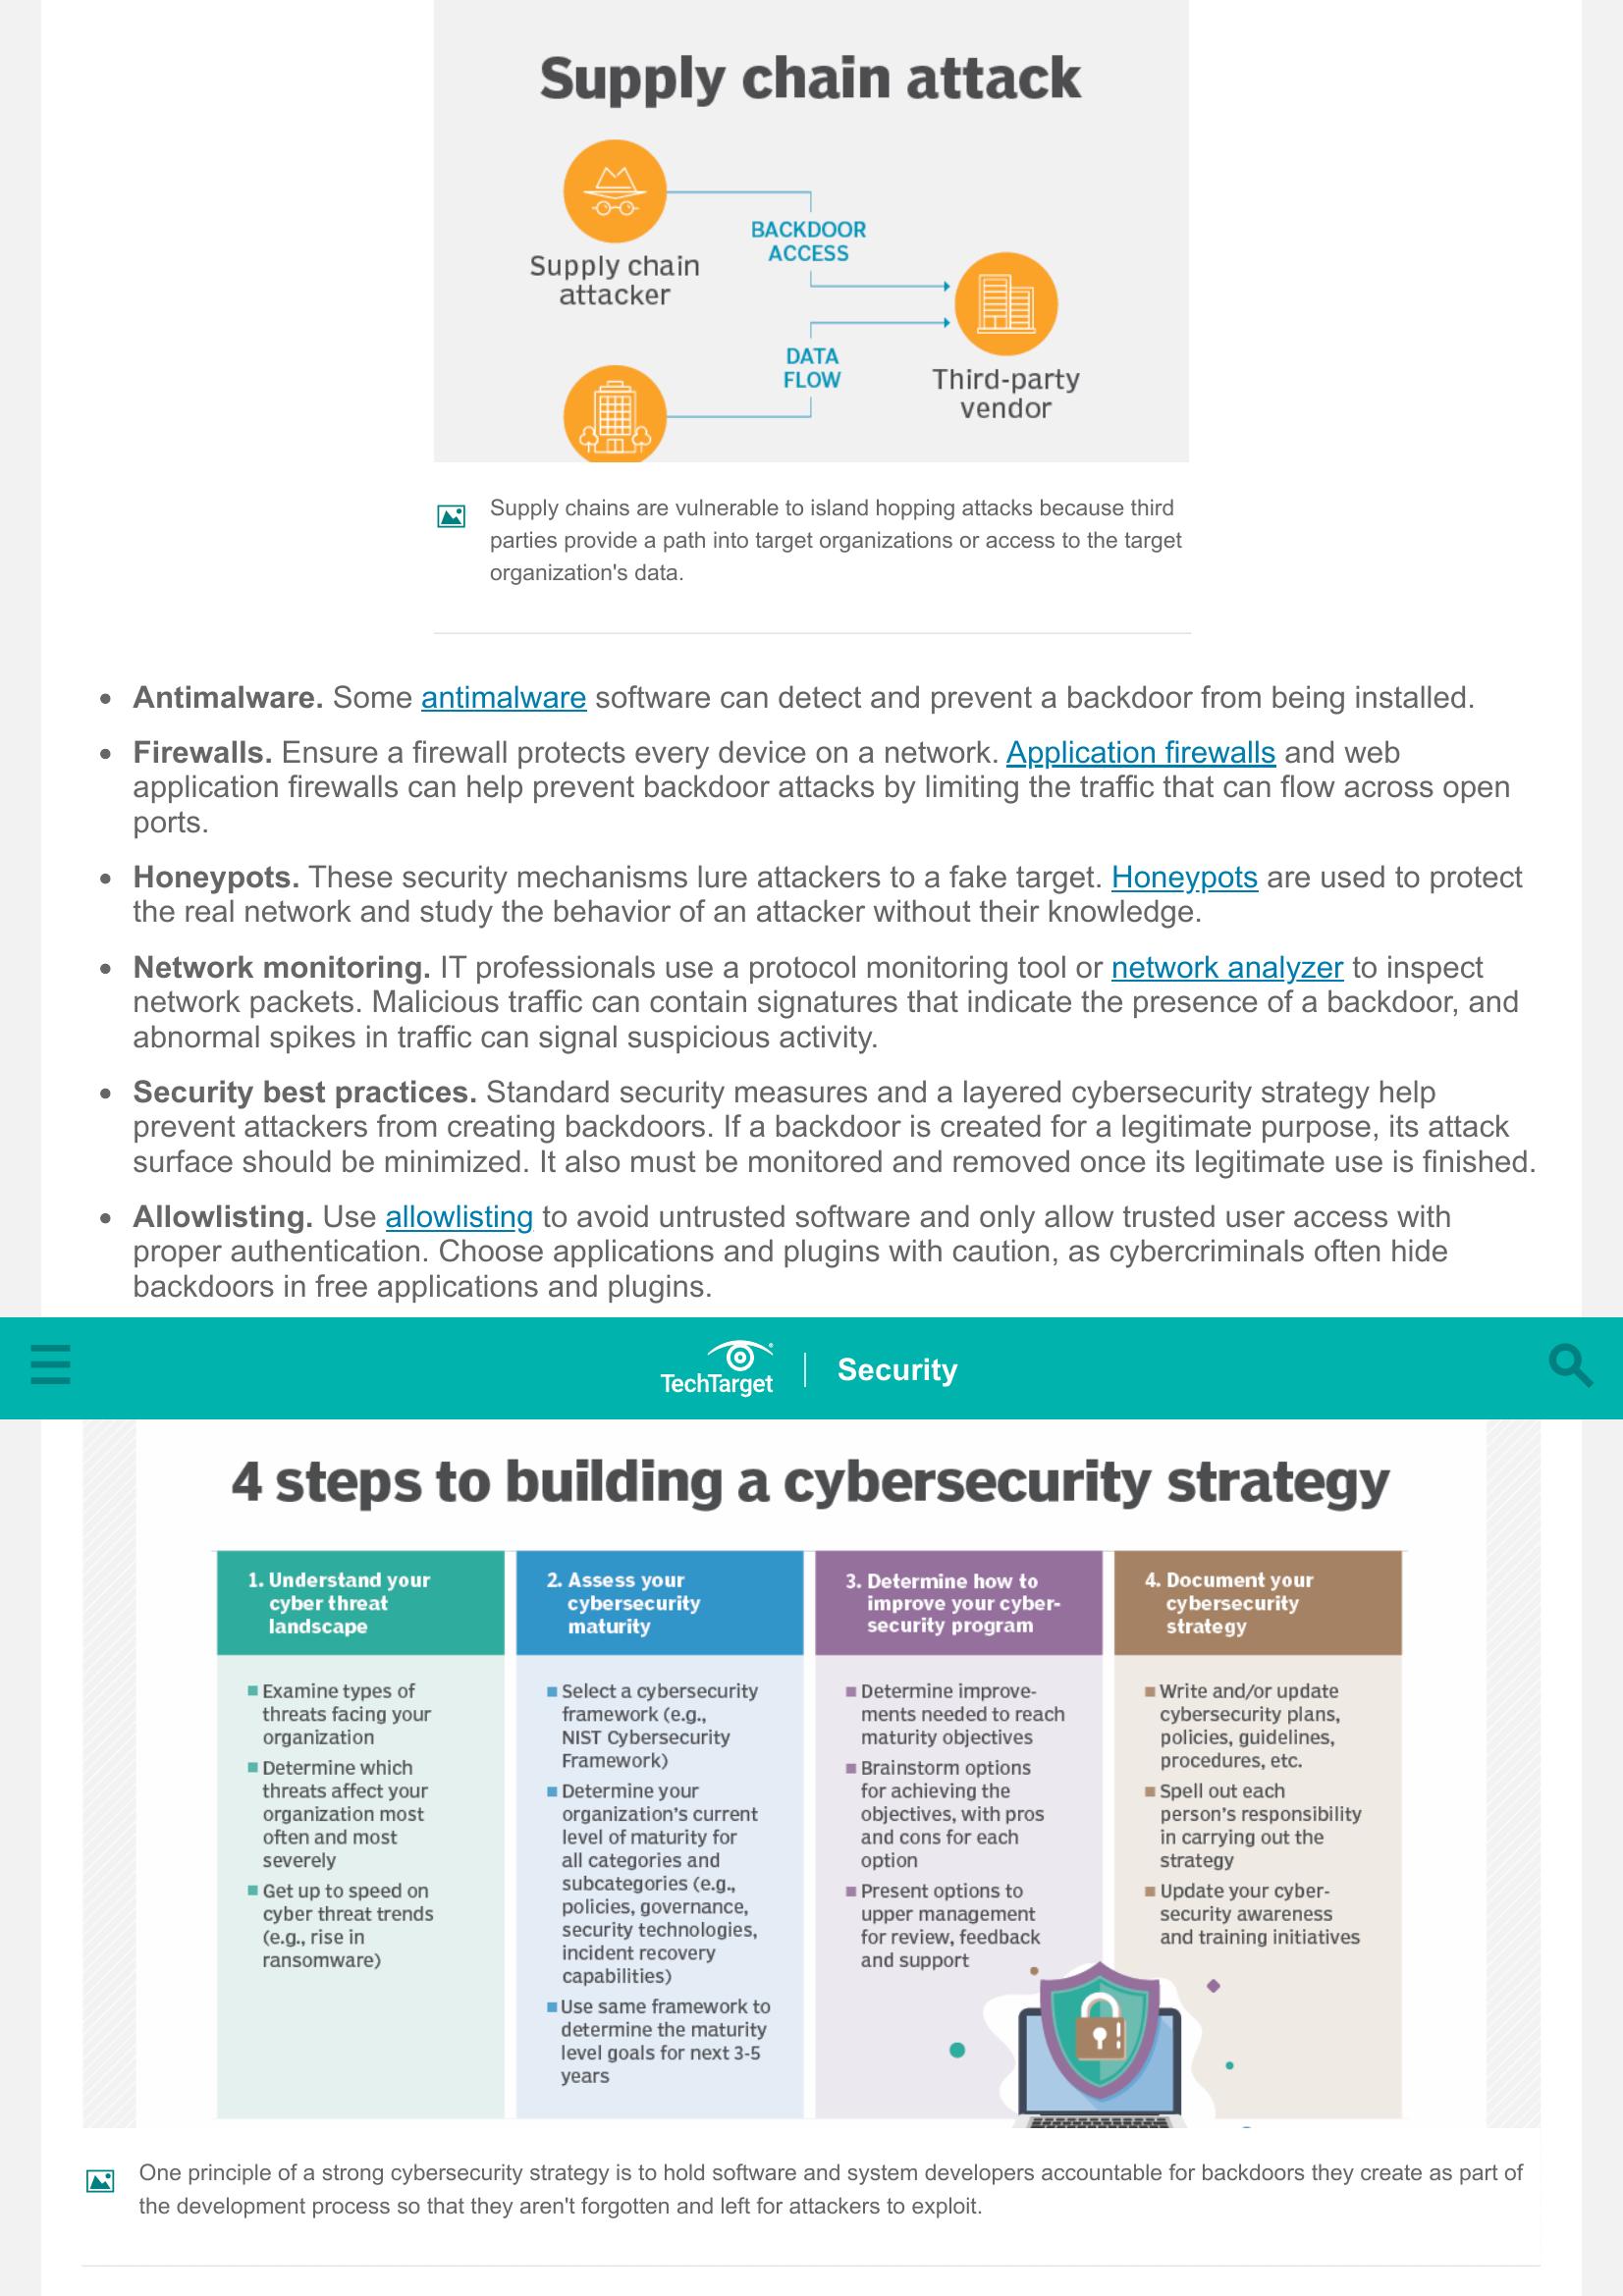 Supply chain attack
BACKDOOR
ACCESS
Supply chain
attacker
DATA
FLOW
Third-party
vendor
Supply chains are vulnerable to island hopping attacks because third
parties provide a path into target organizations or access to the target
organization's data.
• Antimalware. Some antimalware software can detect and prevent a backdoor from being installed.
• Firewalls. Ensure a firewall protects every device on a network. Application firewalls and web
application firewalls can help prevent backdoor attacks by limiting the traffic that can flow across open
ports.
• Honeypots. These security mechanisms lure attackers to a fake target. Honeypots are used to protect
the real network and study the behavior of an attacker without their knowledge.
• Network monitoring. IT professionals use a protocol monitoring tool or network analyzer to inspect
network packets. Malicious traffic can contain signatures that indicate the presence of a backdoor, and
abnormal spikes in traffic can signal suspicious activity.
• Security best practices. Standard security measures and a layered cybersecurity strategy help
prevent attackers from creating backdoors. If a backdoor is created for a legitimate purpose, its attack
surface should be minimized. It also must be monitored and removed once its legitimate use is finished.
• Allowlisting. Use allowlisting to avoid untrusted software and only allow trusted user access with
proper authentication. Choose applications and plugins with caution, as cybercriminals often hide
backdoors in free applications and plugins.
TechTarget | Security
4 steps to building a cybersecurity strategy
1. Understand your
cyber threat
landscape
■ Examine types of
threats facing your
organization
■ Determine which
threats affect your
organization most
often and most
severely
■ Get up to speed on
cyber threat trends
(e.g., rise in
ransomware)
2. Assess your
cybersecurity
maturity
■ Select a cybersecurity
framework (e.g.,
NIST Cybersecurity
Framework)
■ Determine your
organization's current
level of maturity for
all categories and
subcategories (e.g.,
policies, governance,
security technologies,
incident recovery
capabilities)
■ Use same framework to
determine the maturity
level goals for next 3-5
years
3. Determine how to
improve your cyber-
security program
■ Determine improve-
ments needed to reach
maturity objectives
■ Brainstorm options
for achieving the
objectives, with pros
and cons for each
option
■ Present options to
upper management
for review, feedback
and support
4. Document your
cybersecurity
strategy
■ Write and/or update
cybersecurity plans,
policies, guidelines,
procedures, etc.
■ Spell out each
person's responsibility
in carrying out the
strategy
■ Update your cyber-
security awareness
and training initiatives
One principle of a strong cybersecurity strategy is to hold software and system developers accountable for backdoors they create as part of
the development process so that they aren't forgotten and left for attackers to exploit.